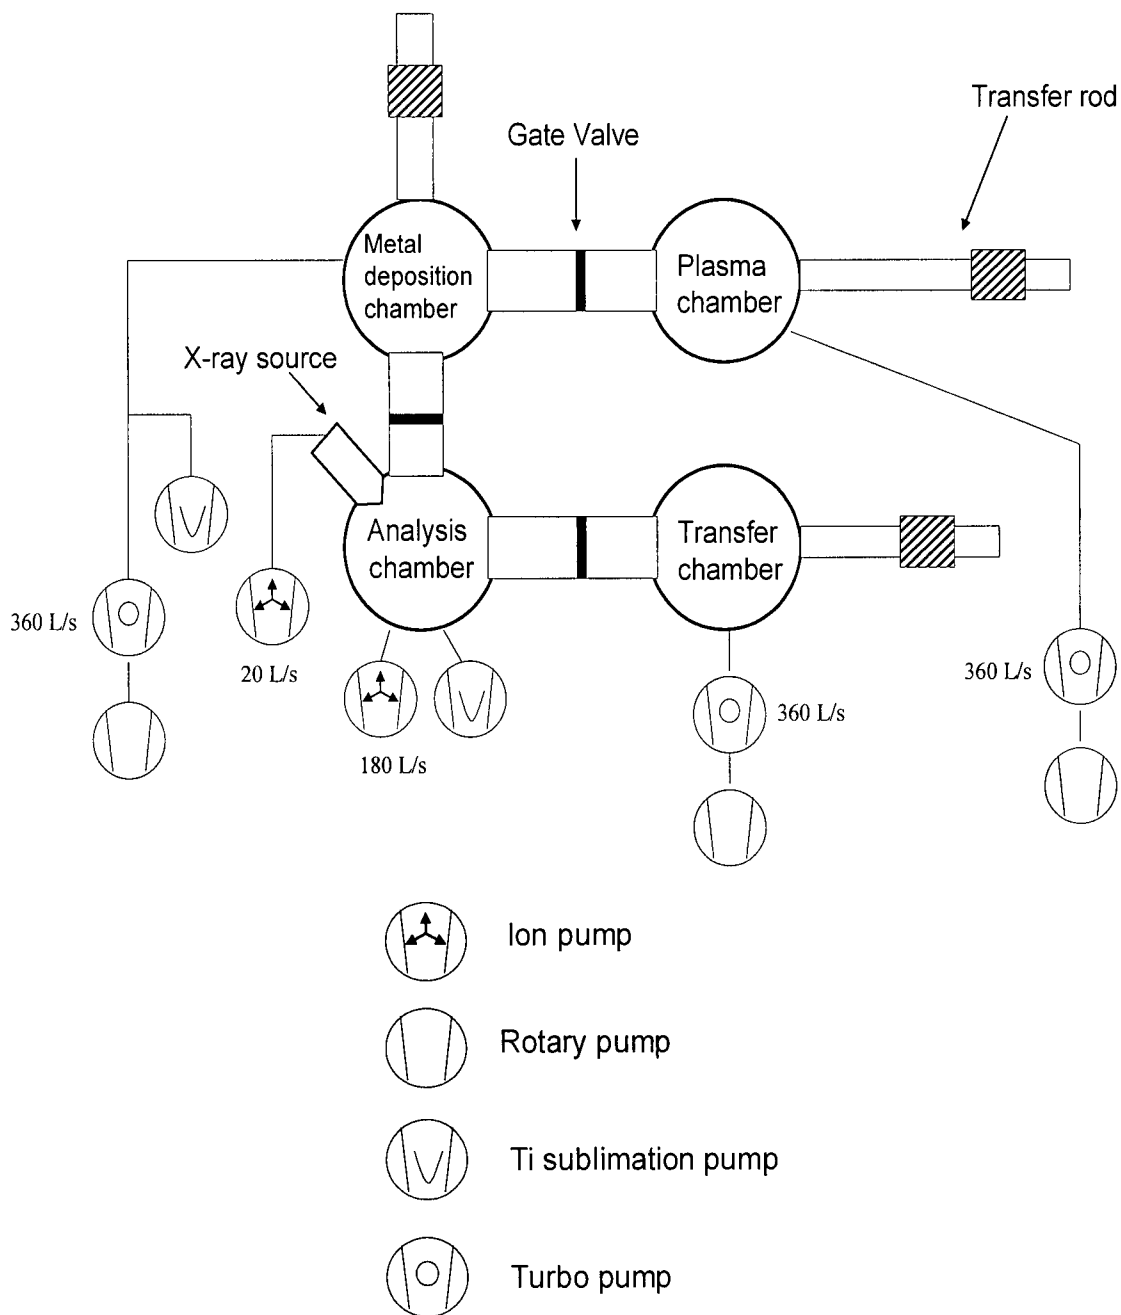 Transfer rod
Gate Valve
Metal
deposition
chamber
Plasma
chamber
X-ray source
Analysis
chamber
Transfer
chamber
360 L/s
20 L/s
180 L/s
360 L/s
360 L/s
Ion pump
Rotary pump
Ti sublimation pump
Turbo pump